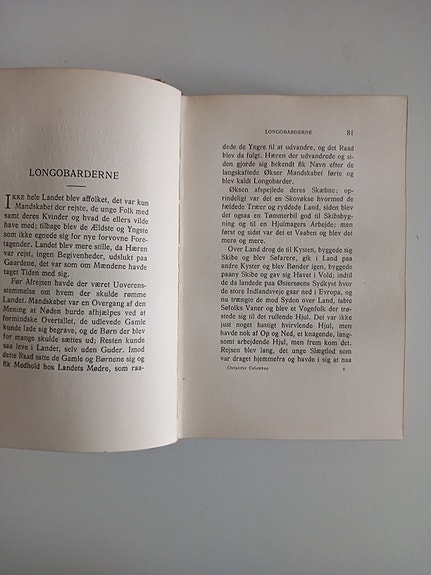 LONGOBARDERNE
IKKE hele Landet blev affolket, det var kun
Mandskabet der rejste, de unge Folk med
samt deres Kvinder og hvad de ellers vilde
have med; tilbage blev de Ældste og Yngste
som ikke egnede sig for nye forvovne Fore-
tagender. Landet blev mere stille, da Hæren
var rejst, ingen Begivenheder, udslukt paa
Gaardene, det var som om Mændene havde
taget Tiden med sig.
Før Afrejsen havde der været Uoverens-
stemmelse om hvem der skulde rømme
Landet. Mandskabet var en Overgang af den
Mening at Nøden burde afhjælpes ved at
formindske Overtallet, de udlevede Gamle
kunde lade sig begrave, og de Børn der blev
for mange skulde sættes ud; Resten kunde
saa leve i Landet, selv uden Guder. Imod
dette Raad satte de Gamle og Børnene sig og
fik Medhold hos Landets Mødre, som raa-
LONGOBARDERNE 81
dede de Yngre til at udvandre, og det Raad
blev da fulgt. Hæren der udvandrede og si-
den gjorde sig bekendt fik Navn efter de
langskaftede Økser Mandskabet førte og
blev kaldt Longobarder.
Øksen afspejlede deres Skæbne; op-
rindeligt var det en Skovøkse hvormed de
fældede Træer og ryddede Land, siden blev
det ogsaa en Tømmerbil god til Skibsbyg-
ning og til en Hjulmagers Arbejde; men
først og sidst var det et Vaaben og blev det
mere og mere.
Over Land drog de til Kysten, byggede sig
Skibe og blev Søfarere, gik i Land paa
andre Kyster og blev Bønder igen, byggede
paany Skibe og gav sig Havet i Vold; indtil
de da landede paa Østersøens Sydkyst hvor
de store Indlandsveje gaar ned i Evropa, og
nu trængte de mod Syden over Land, tabte
Søfolks Vaner og blev et Vognfolk der tvang
sig frem til det rullende Hjul. Det var ikke
just noget hastigt hvirvlende Hjul, men
havde nok af Op og Ned, et knagende, lang-
somt arbejdende Hjul, men frem kom det.
Rejsen blev lang, det unge Slægtled som
var draget hjemmefra og havde i sig at naa
Christofer Columbus 6